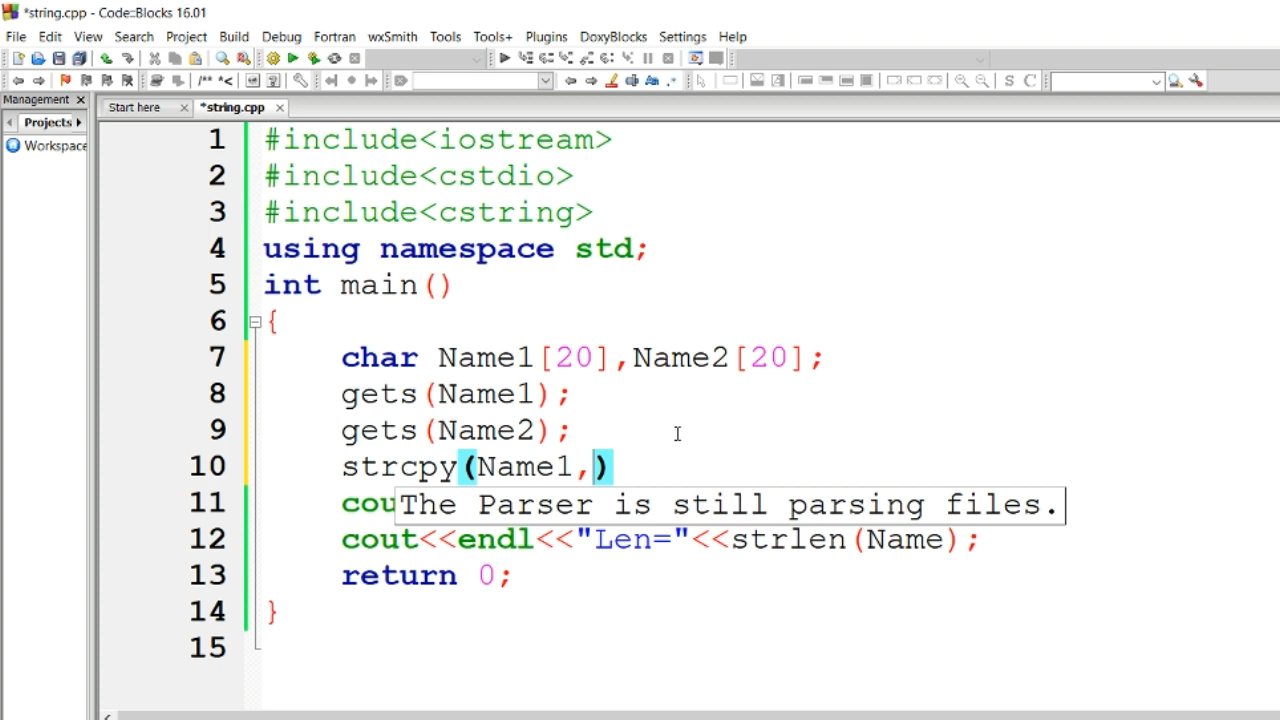 *string.cpp - Code::Blocks 16.01
File Edit View Search Project Build Debug Fortran wxSmith Tools Tools+ Plugins DoxyBlocks Settings Help
/** *< S C
Management × Start here × *string.cpp ×
Projects
Workspace
1 #include<iostream>
2 #include<cstdio>
3 #include<cstring>
4 using namespace std;
5 int main()
6 {
7 char Name1[20],Name2[20];
8 gets(Name1);
9 gets(Name2);
10 strcpy(Name1,)
11 cou
The Parser is still parsing files.
12 cout<<endl<<"Len="<<strlen(Name);
13 return 0;
14 }
15